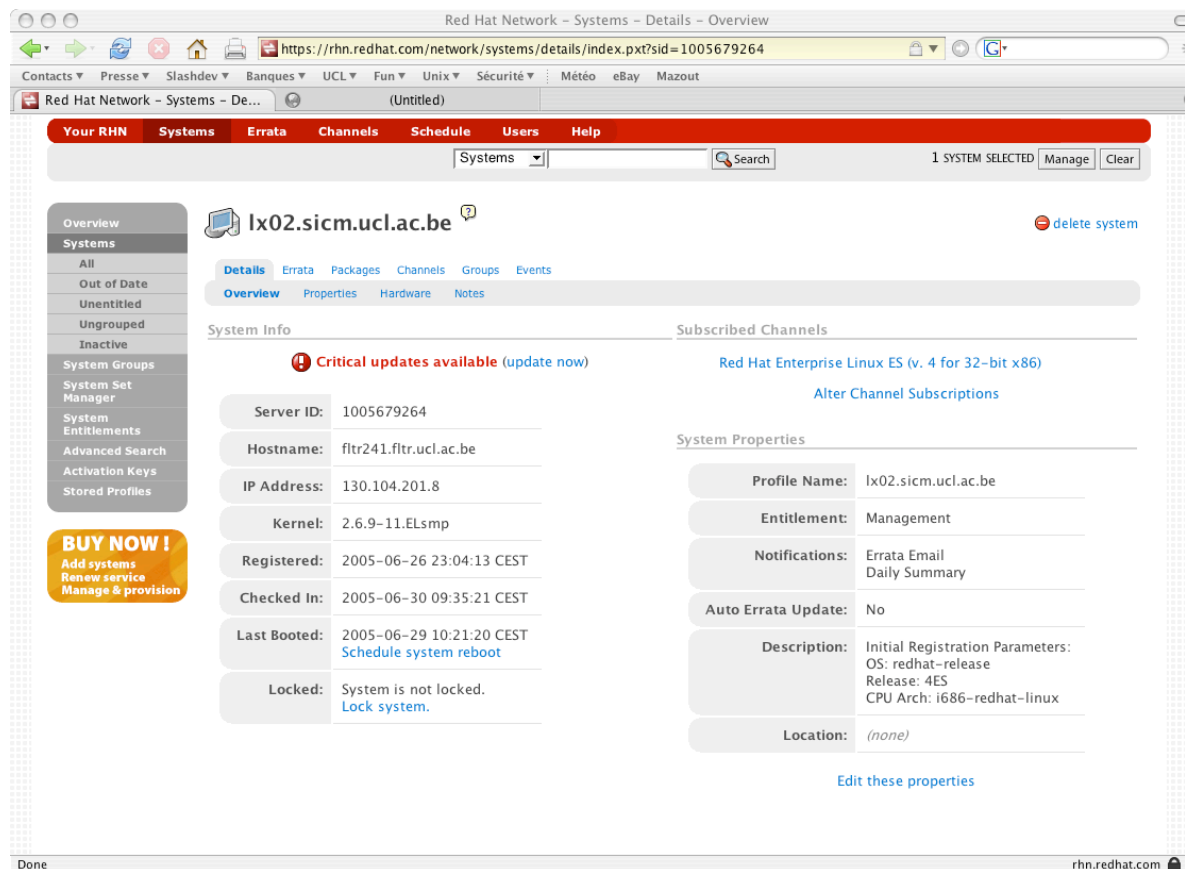 Red Hat Network – Systems – Details – Overview
https://rhn.redhat.com/network/systems/details/index.pxt?sid=1005679264
G
Contacts Presse Slashdev Banques UCL Fun Unix Sécurité Météo eBay Mazout
Red Hat Network – Systems – De... (Untitled)
Your RHN Systems Errata Channels Schedule Users Help
Systems Search 1 SYSTEM SELECTED Manage Clear
Overview
Systems
All
Out of Date
Unentitled
Ungrouped
Inactive
System Groups
System Set
Manager
System
Entitlements
Advanced Search
Activation Keys
Stored Profiles
BUY NOW !
Add systems
Renew service
Manage & provision
lx02.sicm.ucl.ac.be ?
delete system
Details Errata Packages Channels Groups Events
Overview Properties Hardware Notes
System Info
Critical updates available (update now)
Server ID: 1005679264
Hostname: fltr241.fltr.ucl.ac.be
IP Address: 130.104.201.8
Kernel: 2.6.9–11.ELsmp
Registered: 2005–06–26 23:04:13 CEST
Checked In: 2005–06–30 09:35:21 CEST
Last Booted: 2005–06–29 10:21:20 CEST
Schedule system reboot
Locked: System is not locked.
Lock system.
Subscribed Channels
Red Hat Enterprise Linux ES (v. 4 for 32–bit x86)
Alter Channel Subscriptions
System Properties
Profile Name: lx02.sicm.ucl.ac.be
Entitlement: Management
Notifications: Errata Email
Daily Summary
Auto Errata Update: No
Description: Initial Registration Parameters:
OS: redhat–release
Release: 4ES
CPU Arch: i686–redhat–linux
Location: (none)
Edit these properties
Done rhn.redhat.com